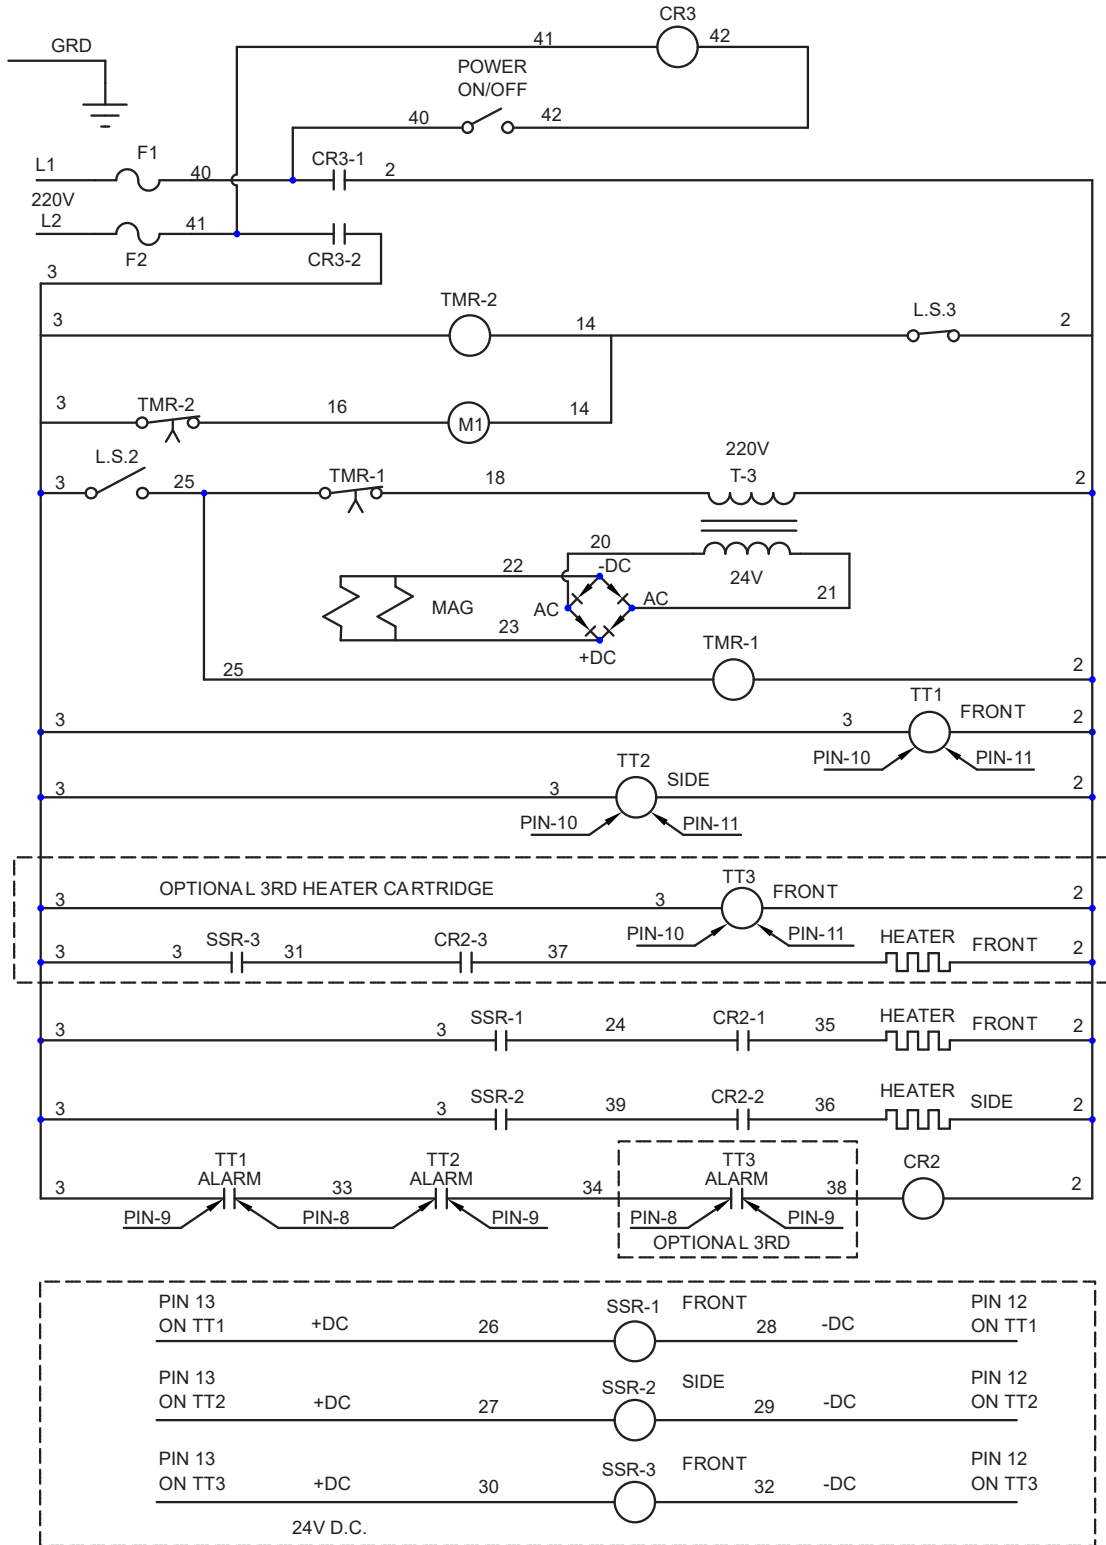 CR3
GRD
41
42
POWER
ON/OFF
40
42
L1
F1
40
CR3-1
2
220V
L2
41
F2
CR3-2
3
3
TMR-2
14
L.S.3
2
3
TMR-2
16
M1
14
L.S.2
3
25
TMR-1
18
220V
T-3
2
20
24V
21
22
-DC
MAG
AC
AC
23
+DC
TMR-1
25
2
TT1
3
3
FRONT
2
PIN-10
PIN-11
TT2
3
3
SIDE
2
PIN-10
PIN-11
OPTIONAL 3RD HEATER CARTRIDGE
TT3
3
3
FRONT
2
PIN-10
PIN-11
3
3
SSR-3
31
CR2-3
37
HEATER
FRONT
2
3
3
SSR-1
24
CR2-1
35
HEATER
FRONT
2
3
3
SSR-2
39
CR2-2
36
HEATER
SIDE
2
TT1
ALARM
TT2
ALARM
TT3
ALARM
CR2
3
33
34
38
2
PIN-9
PIN-8
PIN-9
PIN-8
PIN-9
OPTIONAL 3RD
PIN 13
ON TT1
+DC
26
SSR-1
FRONT
28
-DC
PIN 12
ON TT1
PIN 13
ON TT2
+DC
27
SSR-2
SIDE
29
-DC
PIN 12
ON TT2
PIN 13
ON TT3
+DC
30
SSR-3
FRONT
32
-DC
PIN 12
ON TT3
24V D.C.